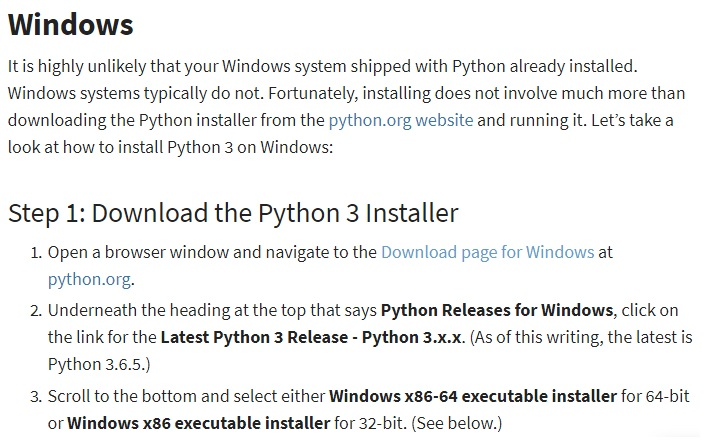 Windows
It is highly unlikely that your Windows system shipped with Python already installed.
Windows systems typically do not. Fortunately, installing does not involve much more than
downloading the Python installer from the python.org website and running it. Let’s take a
look at how to install Python 3 on Windows:
Step 1: Download the Python 3 Installer
1. Open a browser window and navigate to the Download page for Windows at
python.org.
2. Underneath the heading at the top that says Python Releases for Windows, click on
the link for the Latest Python 3 Release - Python 3.x.x. (As of this writing, the latest is
Python 3.6.5.)
3. Scroll to the bottom and select either Windows x86-64 executable installer for 64-bit
or Windows x86 executable installer for 32-bit. (See below.)